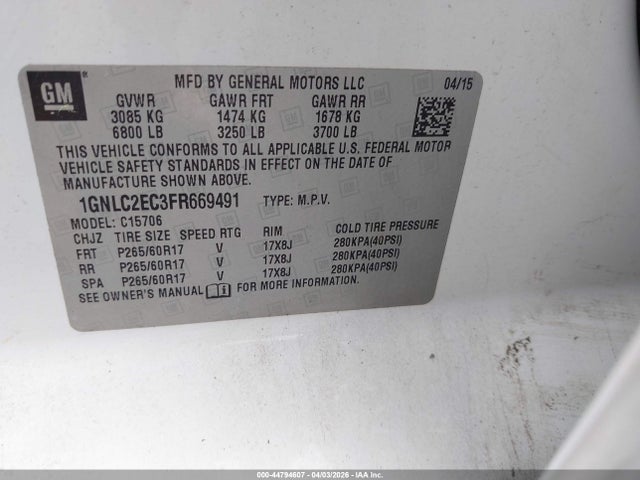 GM ®
MFD BY GENERAL MOTORS LLC 04/15
GVWR GAWR FRT GAWR RR
3085 KG 1474 KG 1678 KG
6800 LB 3250 LB 3700 LB
THIS VEHICLE CONFORMS TO ALL APPLICABLE U.S. FEDERAL MOTOR
VEHICLE SAFETY STANDARDS IN EFFECT ON THE DATE OF
MANUFACTURE SHOWN ABOVE.
1GNLC2EC3FR669491 TYPE: M.P.V.
MODEL: C15706
CHJZ TIRE SIZE SPEED RTG RIM COLD TIRE PRESSURE
FRT P265/60R17 V 17X8J 280KPA(40PSI)
RR P265/60R17 V 17X8J 280KPA(40PSI)
SPA P265/60R17 V 17X8J 280KPA(40PSI)
SEE OWNER'S MANUAL FOR MORE INFORMATION.
000-44794607 04/03/2026 IAA Inc.